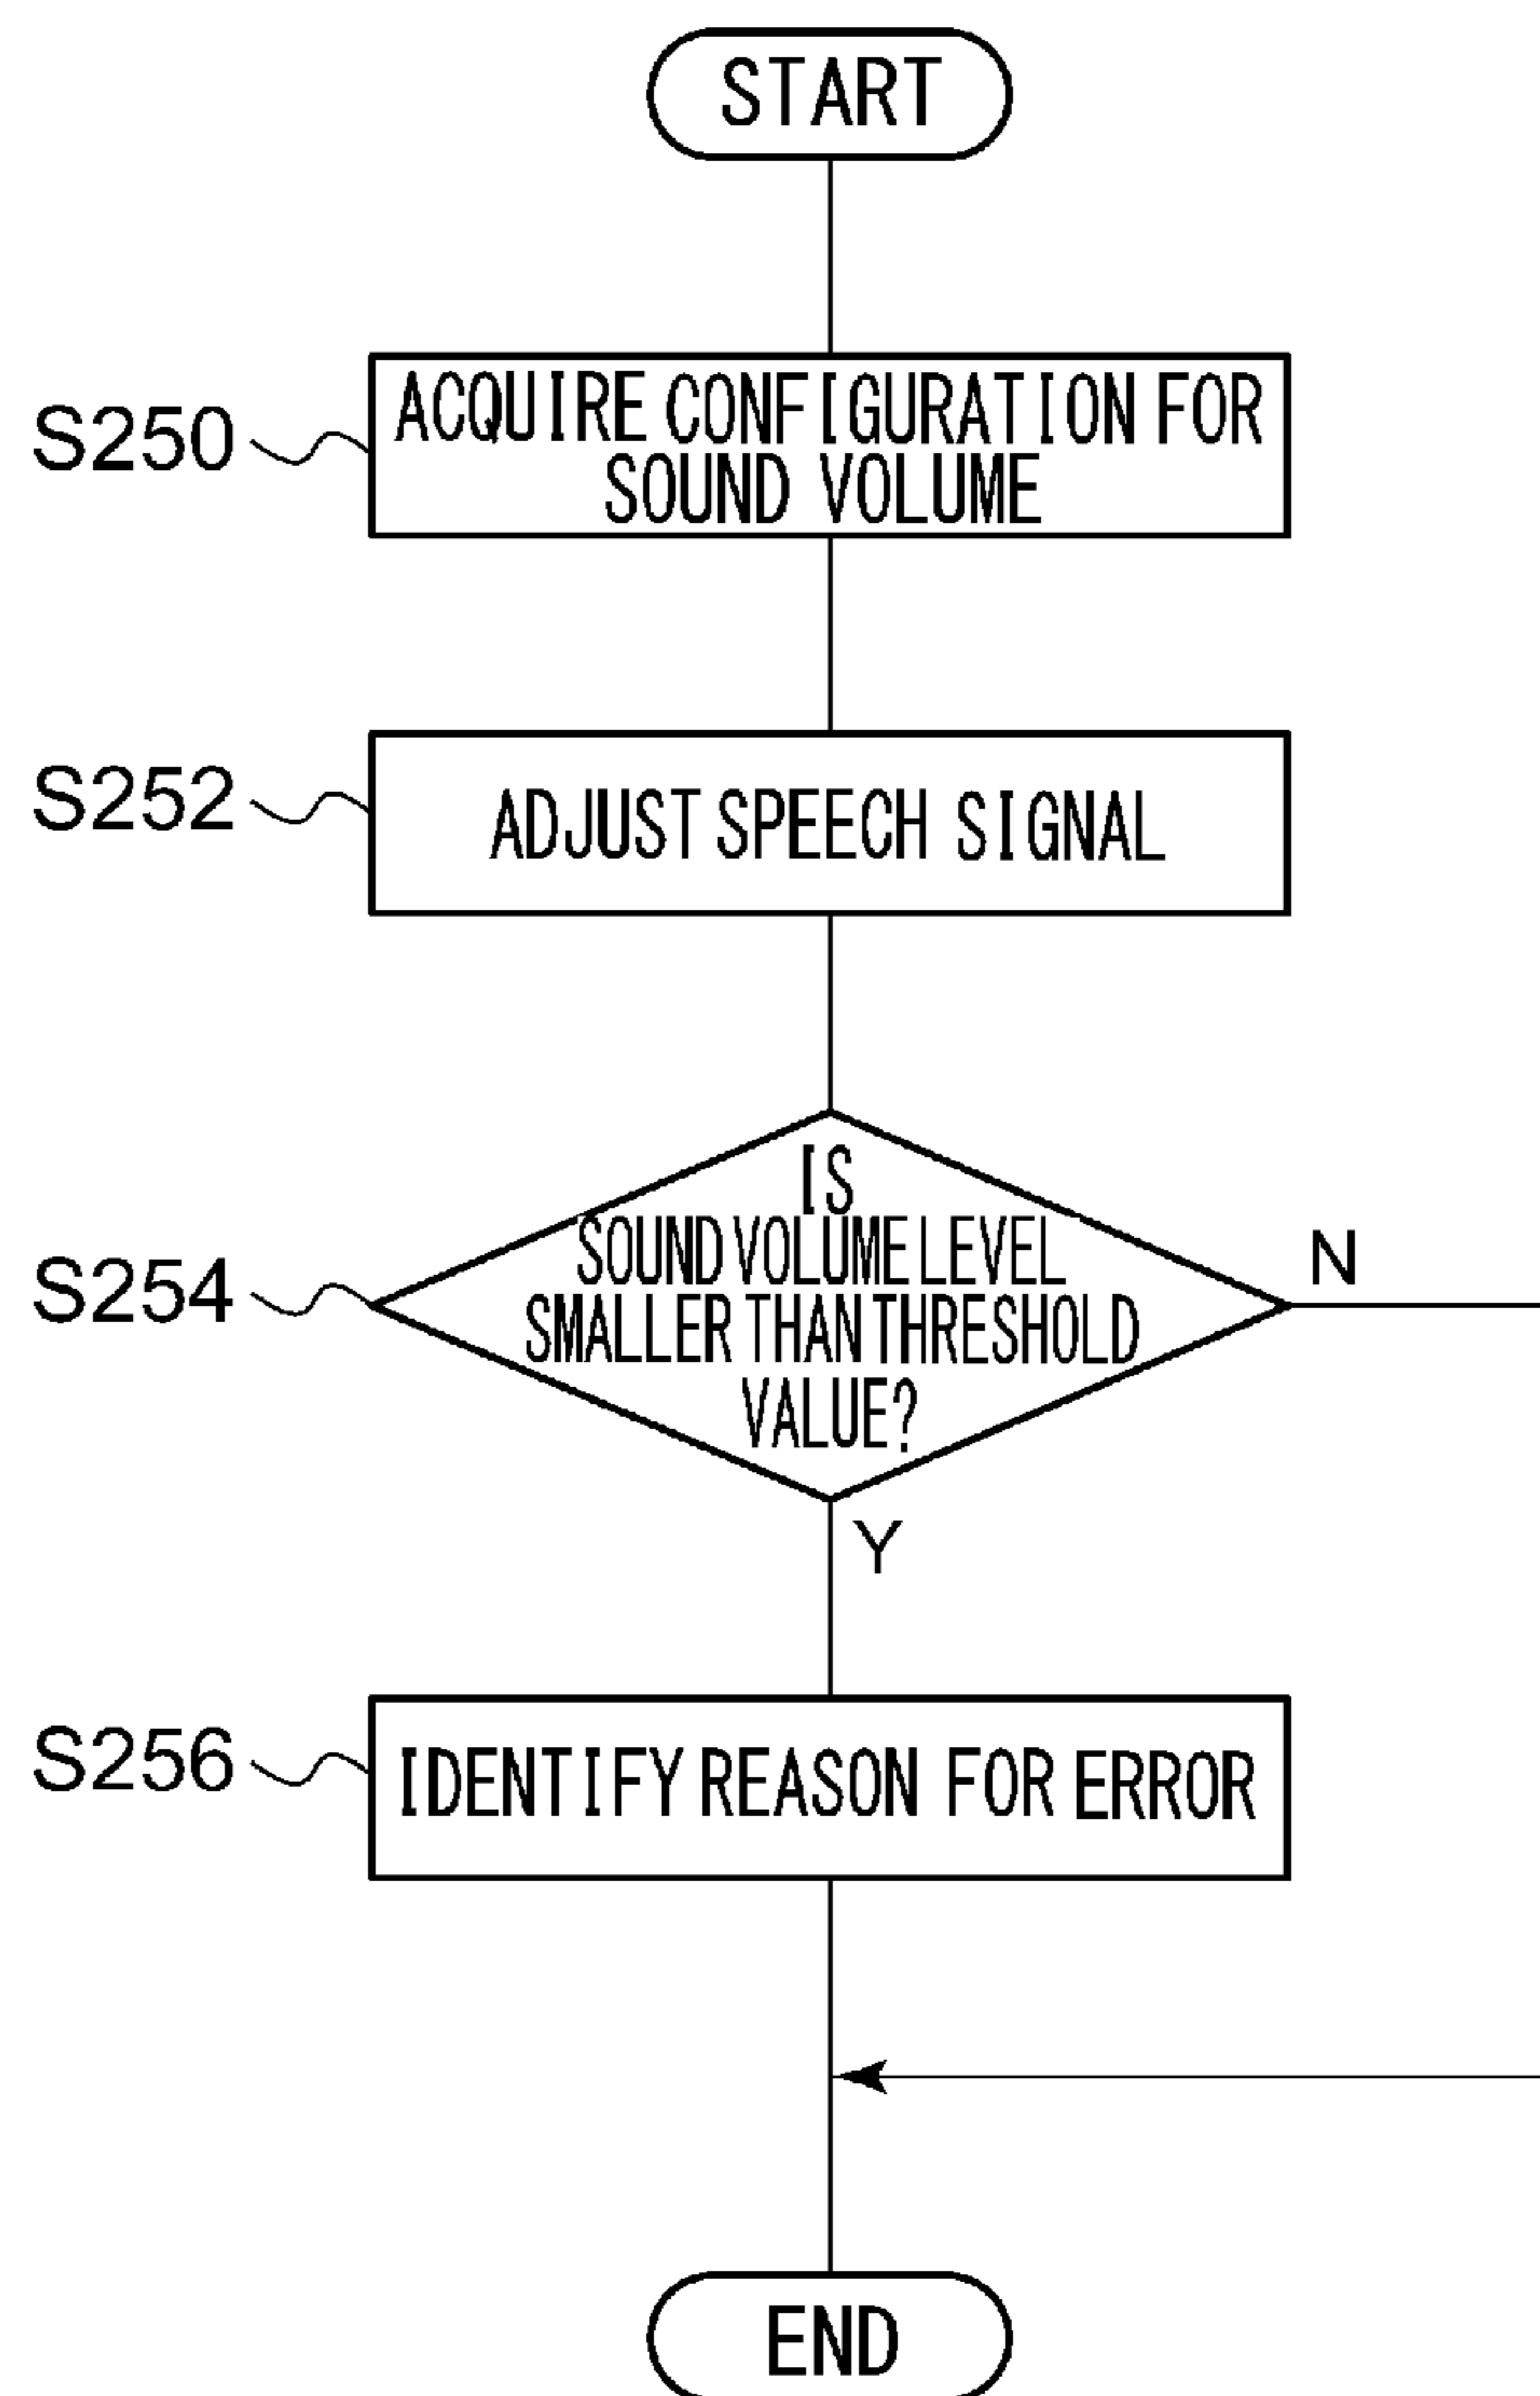 START
S250
ACQUIRE CONFIGURATION FOR
SOUND VOLUME
S252
ADJUST SPEECH SIGNAL
S254
IS
SOUND VOLUME LEVEL
SMALLER THAN THRESHOLD
VALUE?
N
Y
S256
IDENTIFY REASON FOR ERROR
END